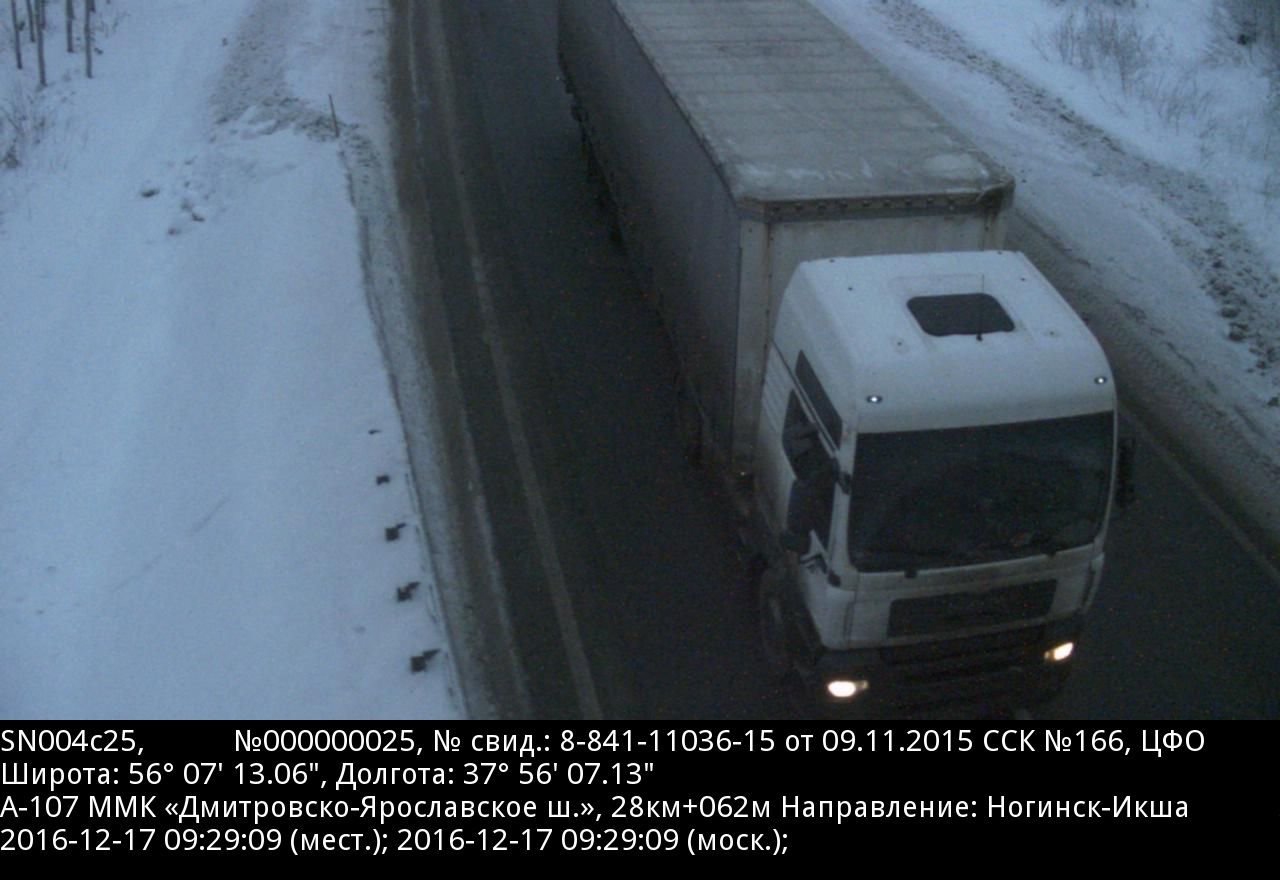 SN004c25, №000000025, № свид.: 8-841-11036-15 от 09.11.2015 ССК №166, ЦФО
Широта: 56° 07' 13.06", Долгота: 37° 56' 07.13"
А-107 ММК «Дмитровско-Ярославское ш.», 28км+062м Направление: Ногинск-Икша
2016-12-17 09:29:09 (мест.); 2016-12-17 09:29:09 (моск.);